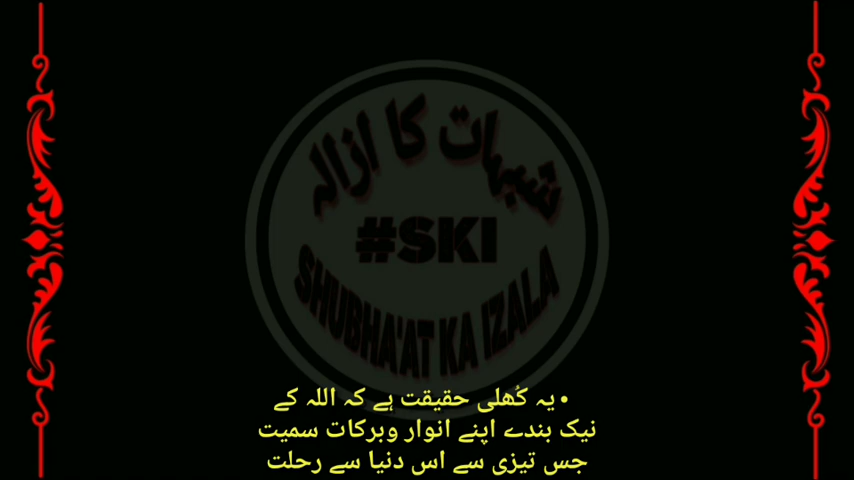 شبہات کا ازالہ
#SKI
SHUBHA'AT KA IZALA
• یہ کُھلی حقیقت ہے کہ اللہ کے
نیک بندے اپنے انوار وبرکات سمیت
جس تیزی سے اس دنیا سے رحلت